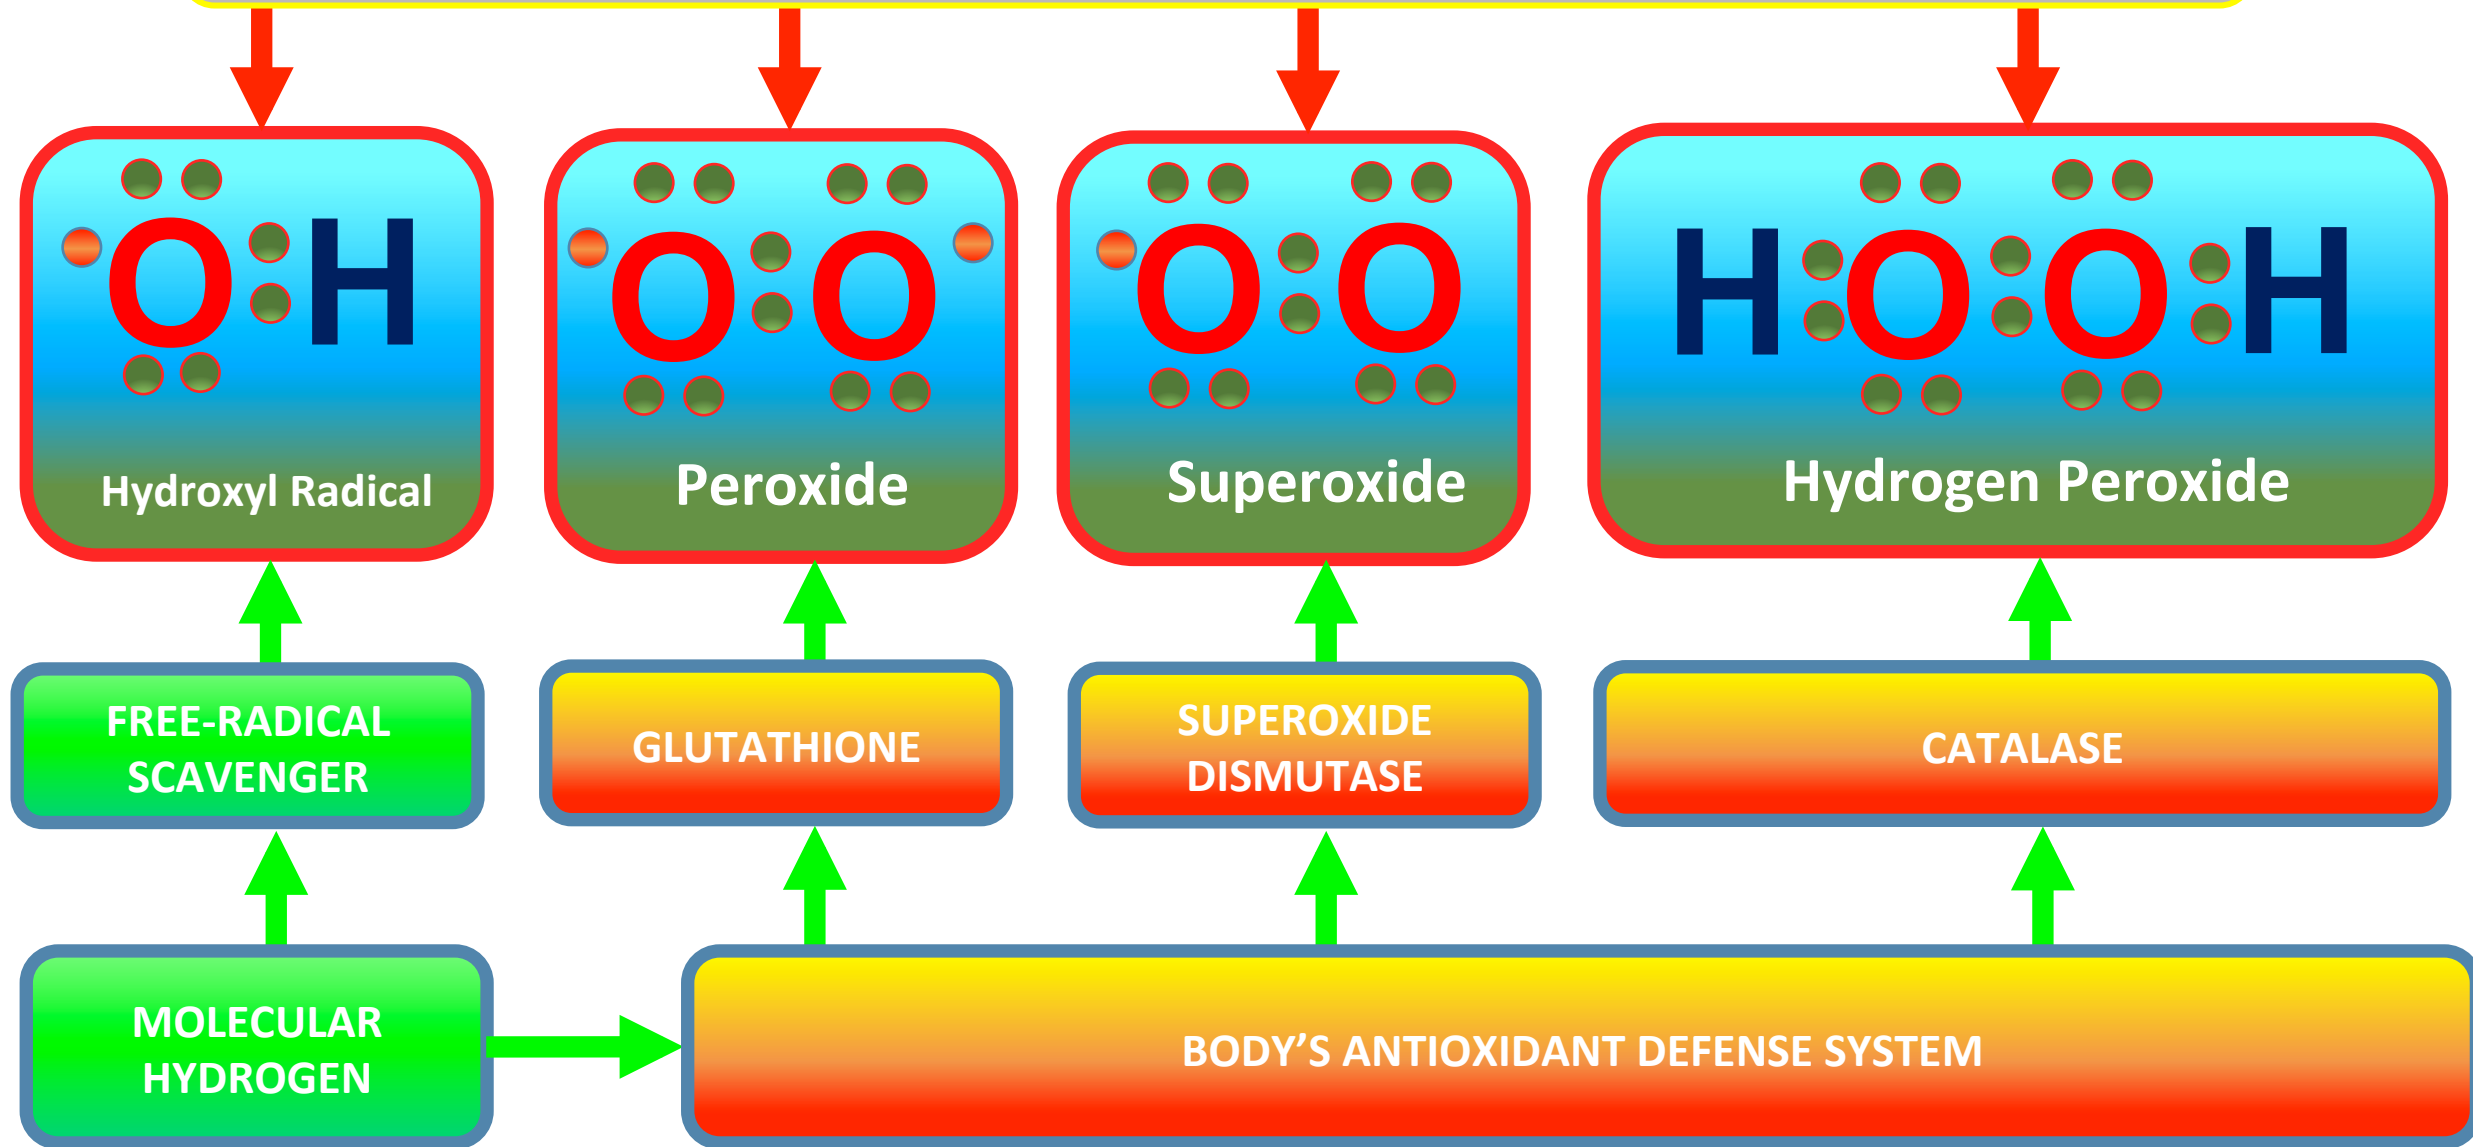 O H
O O
O O
H O O H
Hydroxyl Radical
Peroxide
Superoxide
Hydrogen Peroxide
FREE-RADICAL
SCAVENGER
GLUTATHIONE
SUPEROXIDE
DISMUTASE
CATALASE
MOLECULAR
HYDROGEN
BODY’S ANTIOXIDANT DEFENSE SYSTEM